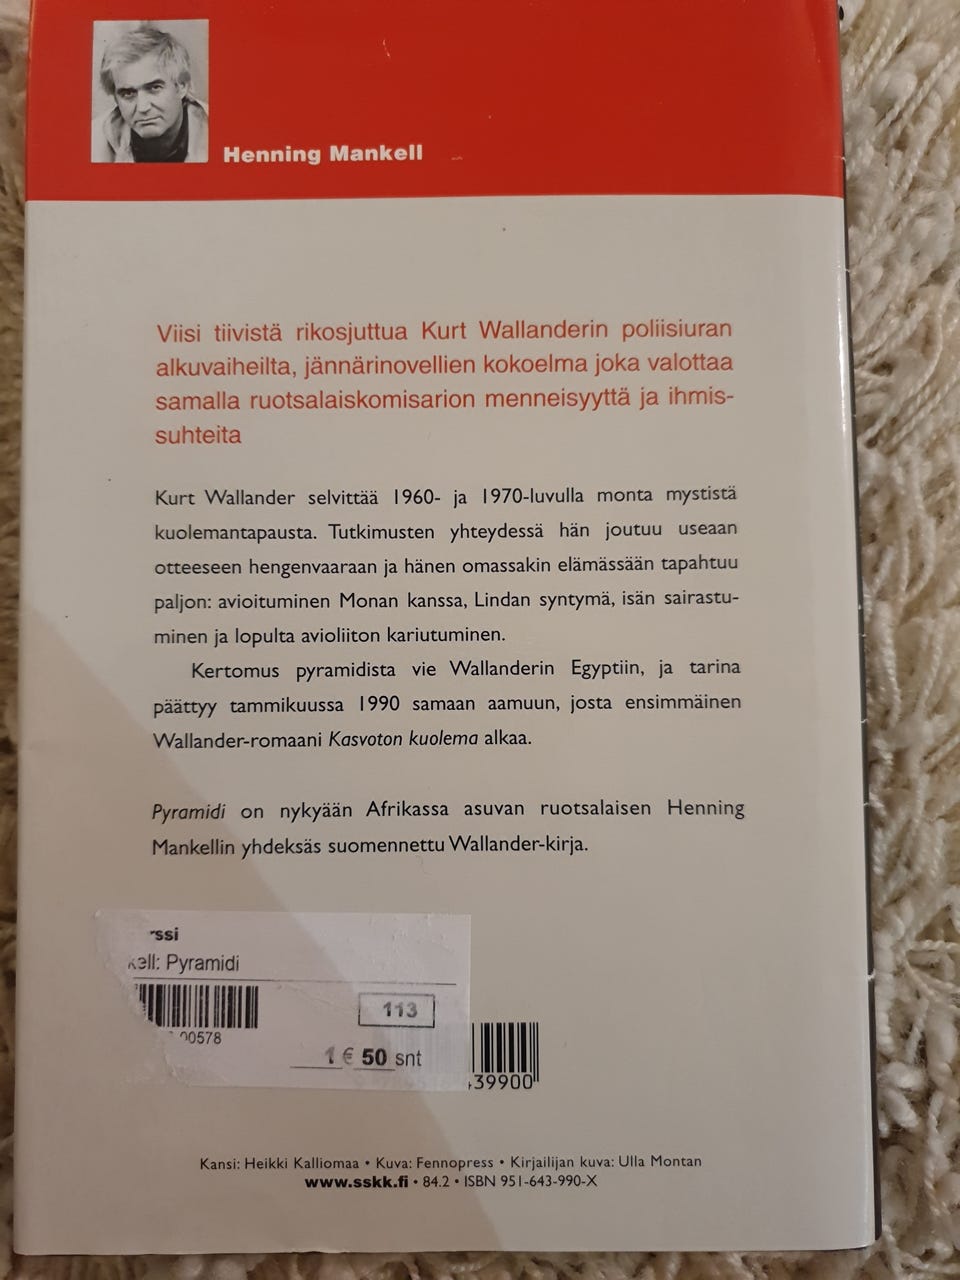 Henning Mankell
Viisi tiivistä rikosjuttua Kurt Wallanderin poliisiuran
alkuvaiheilta, jännärinovellien kokoelma joka valottaa
samalla ruotsalaiskomisarion menneisyyttä ja ihmis-
suhteita
Kurt Wallander selvittää 1960- ja 1970-luvulla monta mystistä
kuolemantapausta. Tutkimusten yhteydessä hän joutuu useaan
otteeseen hengenvaaraan ja hänen omassakin elämässään tapahtuu
paljon: avioituminen Monan kanssa, Lindan syntymä, isän sairastu-
minen ja lopulta avioliiton kariutuminen.
Kertomus pyramidista vie Wallanderin Egyptiin, ja tarina
päättyy tammikuussa 1990 samaan aamuun, josta ensimmäinen
Wallander-romaani Kasvoton kuolema alkaa.
Pyramidi on nykyään Afrikassa asuvan ruotsalaisen Henning
Mankellin yhdeksäs suomennettu Wallander-kirja.
ssi
ell: Pyramidi
113
00578
1 € 50 snt
39900
Kansi: Heikki Kalliomaa • Kuva: Fennopress • Kirjailijan kuva: Ulla Montan
www.sskk.fi • 84.2 • ISBN 951-643-990-X